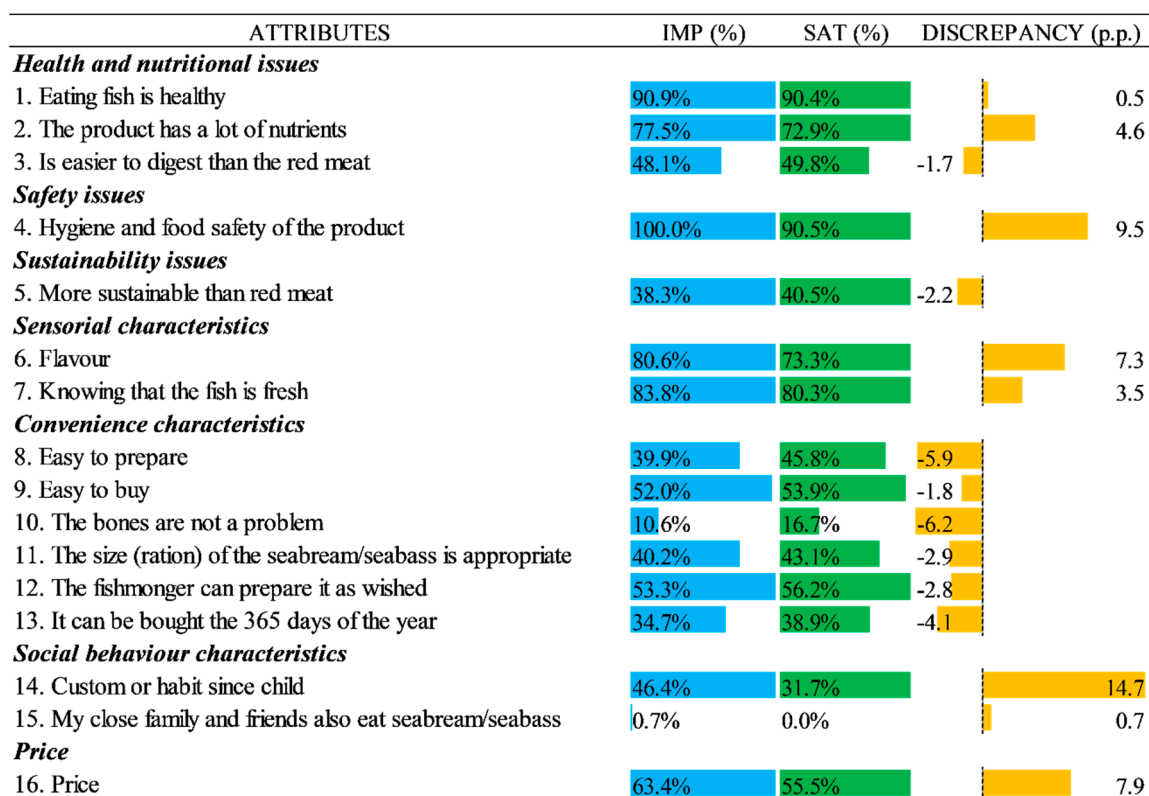 ATTRIBUTES IMP (%) SAT (%) DISCREPANCY (p.p.)
Health and nutritional issues
1. Eating fish is healthy 90.9% 90.4% 0.5
2. The product has a lot of nutrients 77.5% 72.9% 4.6
3. Is easier to digest than the red meat 48.1% 49.8% -1.7
Safety issues
4. Hygiene and food safety of the product 100.0% 90.5% 9.5
Sustainability issues
5. More sustainable than red meat 38.3% 40.5% -2.2
Sensorial characteristics
6. Flavour 80.6% 73.3% 7.3
7. Knowing that the fish is fresh 83.8% 80.3% 3.5
Convenience characteristics
8. Easy to prepare 39.9% 45.8% -5.9
9. Easy to buy 52.0% 53.9% -1.8
10. The bones are not a problem 10.6% 16.7% -6.2
11. The size (ration) of the seabream/seabass is appropriate 40.2% 43.1% -2.9
12. The fishmonger can prepare it as wished 53.3% 56.2% -2.8
13. It can be bought the 365 days of the year 34.7% 38.9% -4.1
Social behaviour characteristics
14. Custom or habit since child 46.4% 31.7% 14.7
15. My close family and friends also eat seabream/seabass 0.7% 0.0% 0.7
Price
16. Price 63.4% 55.5% 7.9